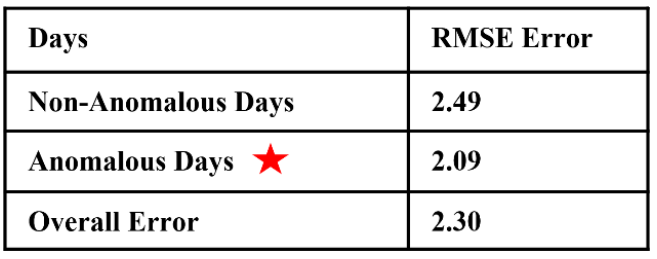 Days RMSE Error
Non-Anomalous Days 2.49
Anomalous Days 2.09
Overall Error 2.30